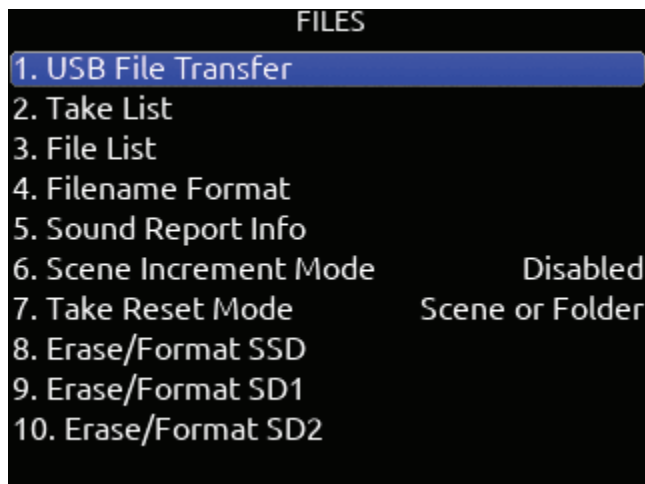 FILES
1. USB File Transfer
2. Take List
3. File List
4. Filename Format
5. Sound Report Info
6. Scene Increment Mode Disabled
7. Take Reset Mode Scene or Folder
8. Erase/Format SSD
9. Erase/Format SD1
10. Erase/Format SD2